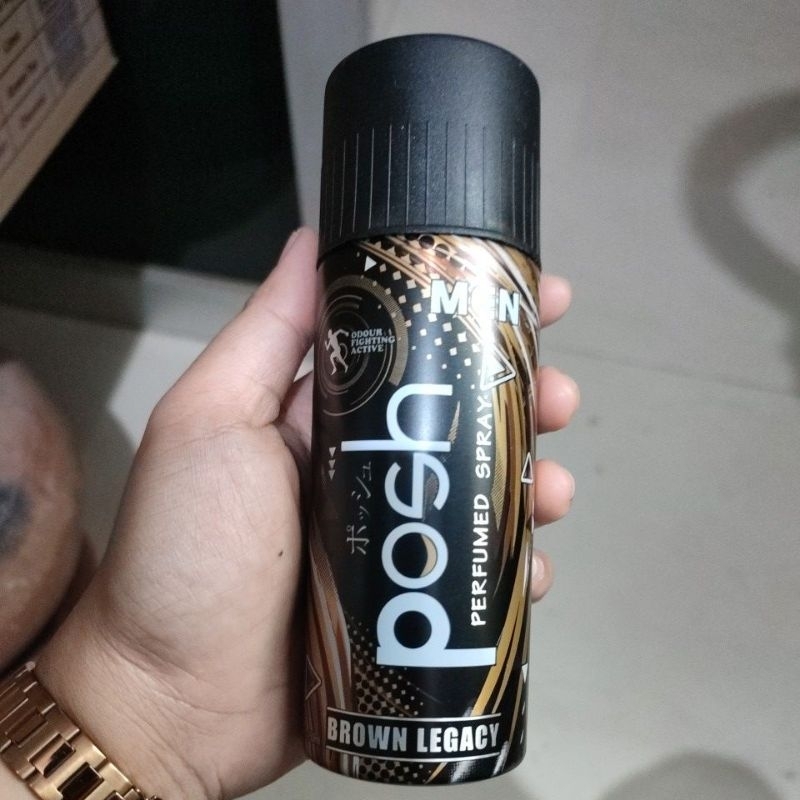 MEN
ODOUR
FIGHTING
ACTIVE
posh
ポッシュ
PERFUMED SPRAY
BROWN LEGACY